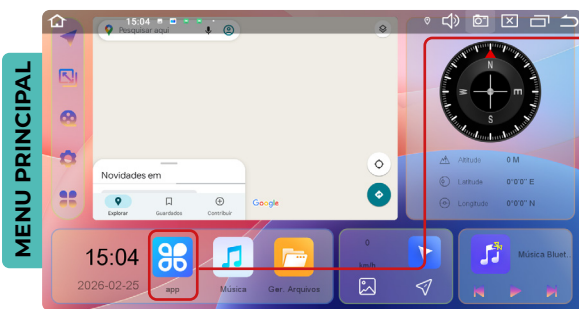 MENU PRINCIPAL
15:04
Pesquisar aqui
N
W
E
S
Altitude 0 M
Latitude 0°0'0" E
Longitude 0°0'0" N
Novidades em
Explorar
Guardados
Contribuir
Google
15:04
2026-02-25
app
Música
Ger. Arquivos
0
km/h
Música Bluet..